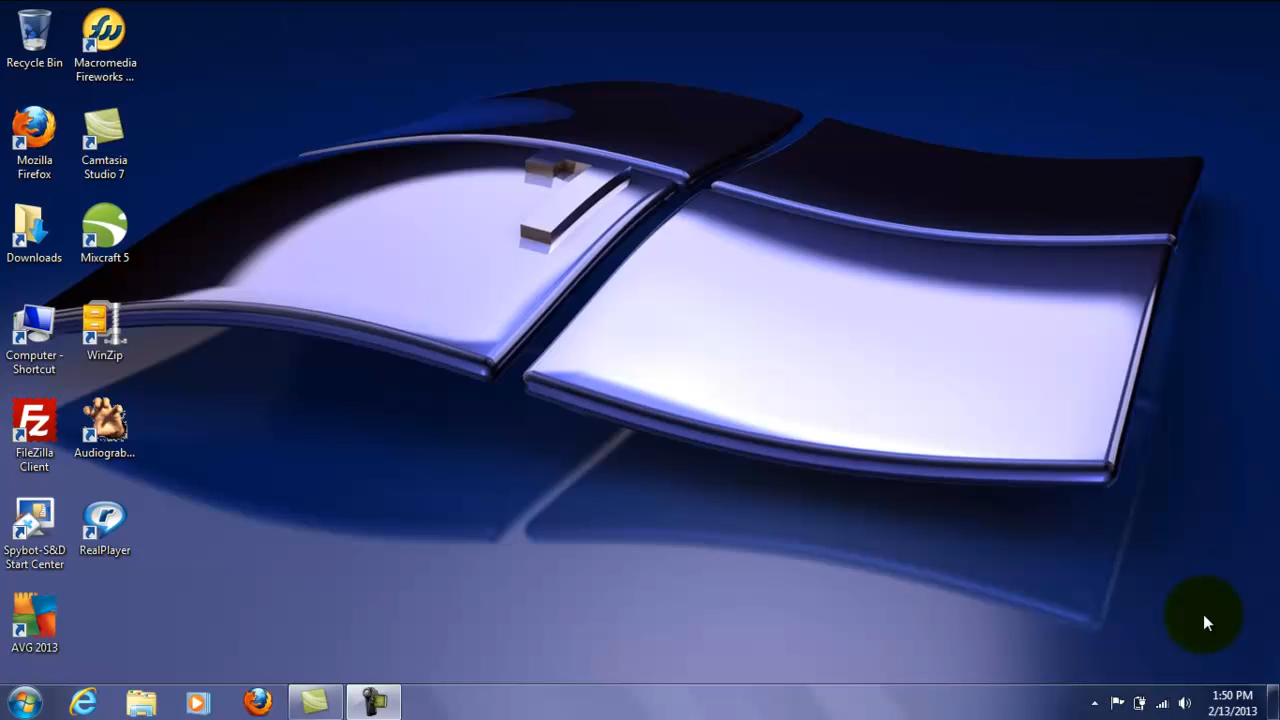 Recycle Bin
Macromedia
Fireworks ...
Mozilla
Firefox
Camtasia
Studio 7
Downloads
Mixcraft 5
Computer -
Shortcut
WinZip
FileZilla
Client
Audiograb...
Spybot-S&D
Start Center
RealPlayer
AVG 2013
1:50 PM
2/13/2013